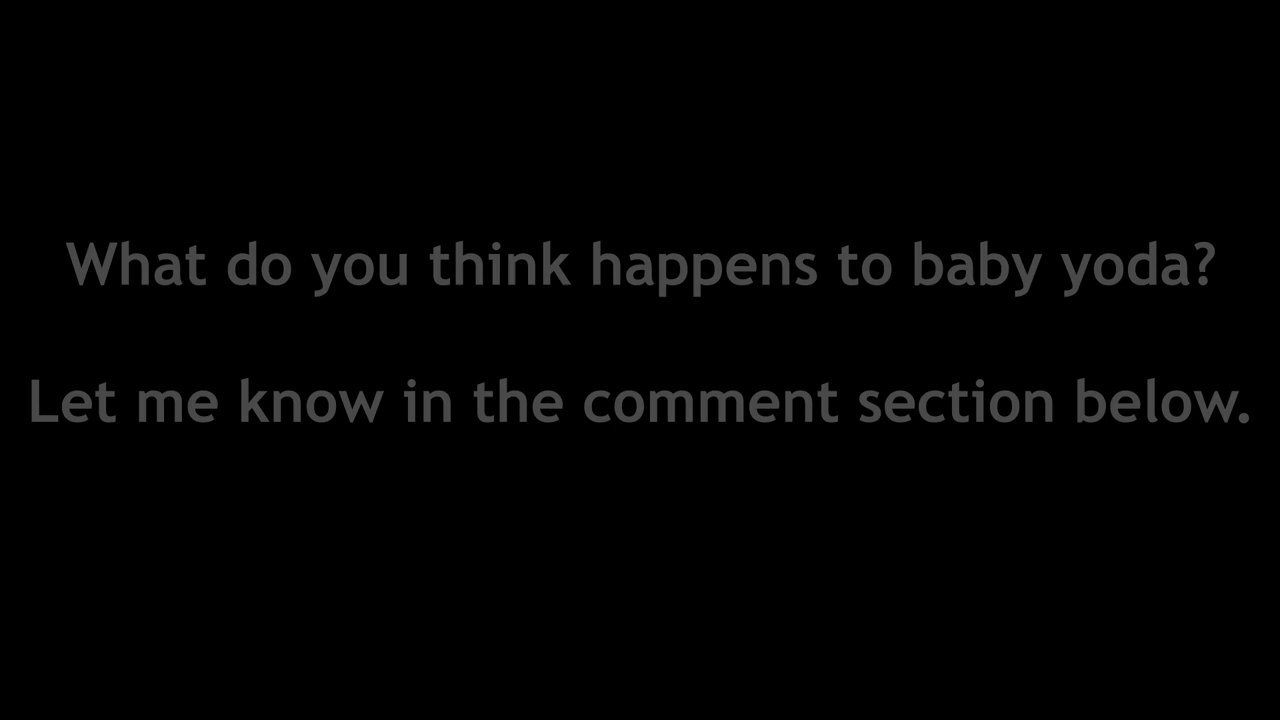 What do you think happens to baby yoda?
Let me know in the comment section below.